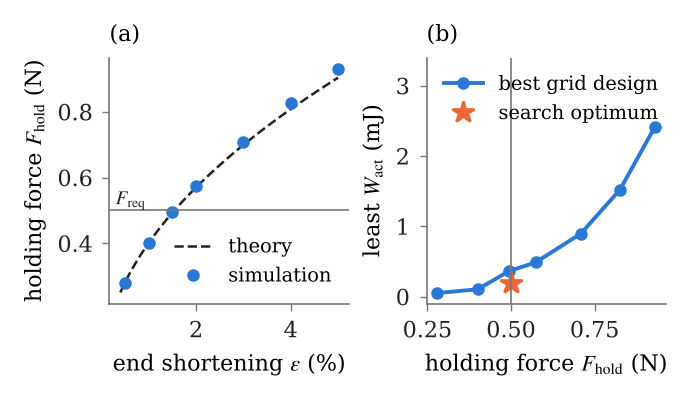 (a)
holding force F_hold (N)
0.8
0.6
0.4
F_req
theory
simulation
2
4
end shortening ε (%)
(b)
least W_act (mJ)
3
2
1
0
best grid design
search optimum
0.25
0.50
0.75
holding force F_hold (N)